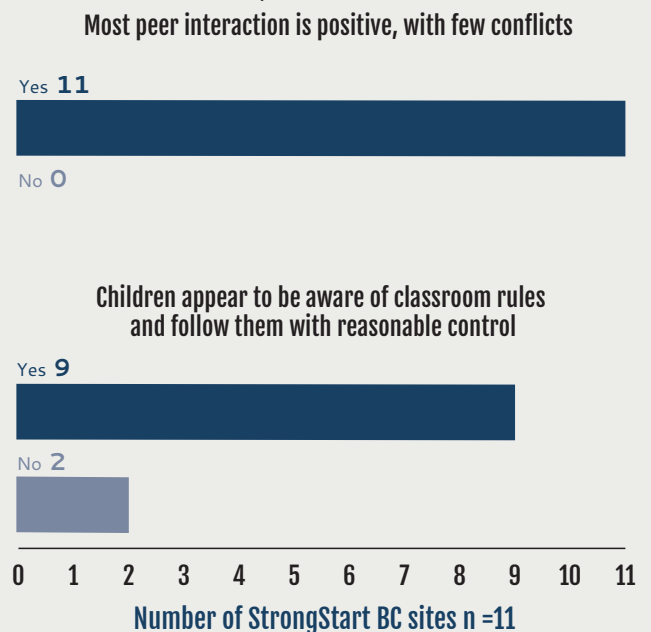 Most peer interaction is positive, with few conflicts
Yes 11
No 0
Children appear to be aware of classroom rules
and follow them with reasonable control
Yes 9
No 2
0 1 2 3 4 5 6 7 8 9 10 11
Number of StrongStart BC sites n =11